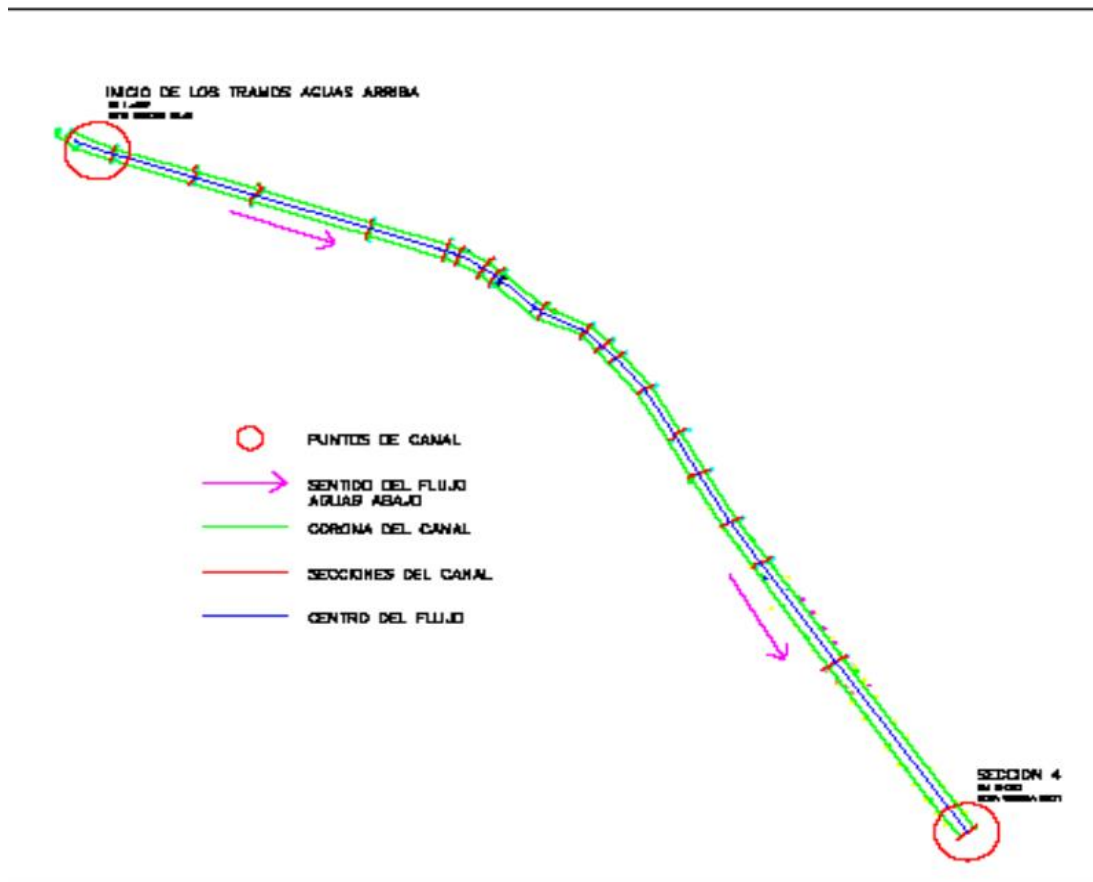 INICIO DE LOS TRAMOS AGUAS ARRIBA
PUNTOS DE CANAL
SENTIDO DEL FLUJO
AGUAS ABAJO
CORONA DEL CANAL
SECCIONES DEL CANAL
CENTRO DEL FLUJO
SECCION 4